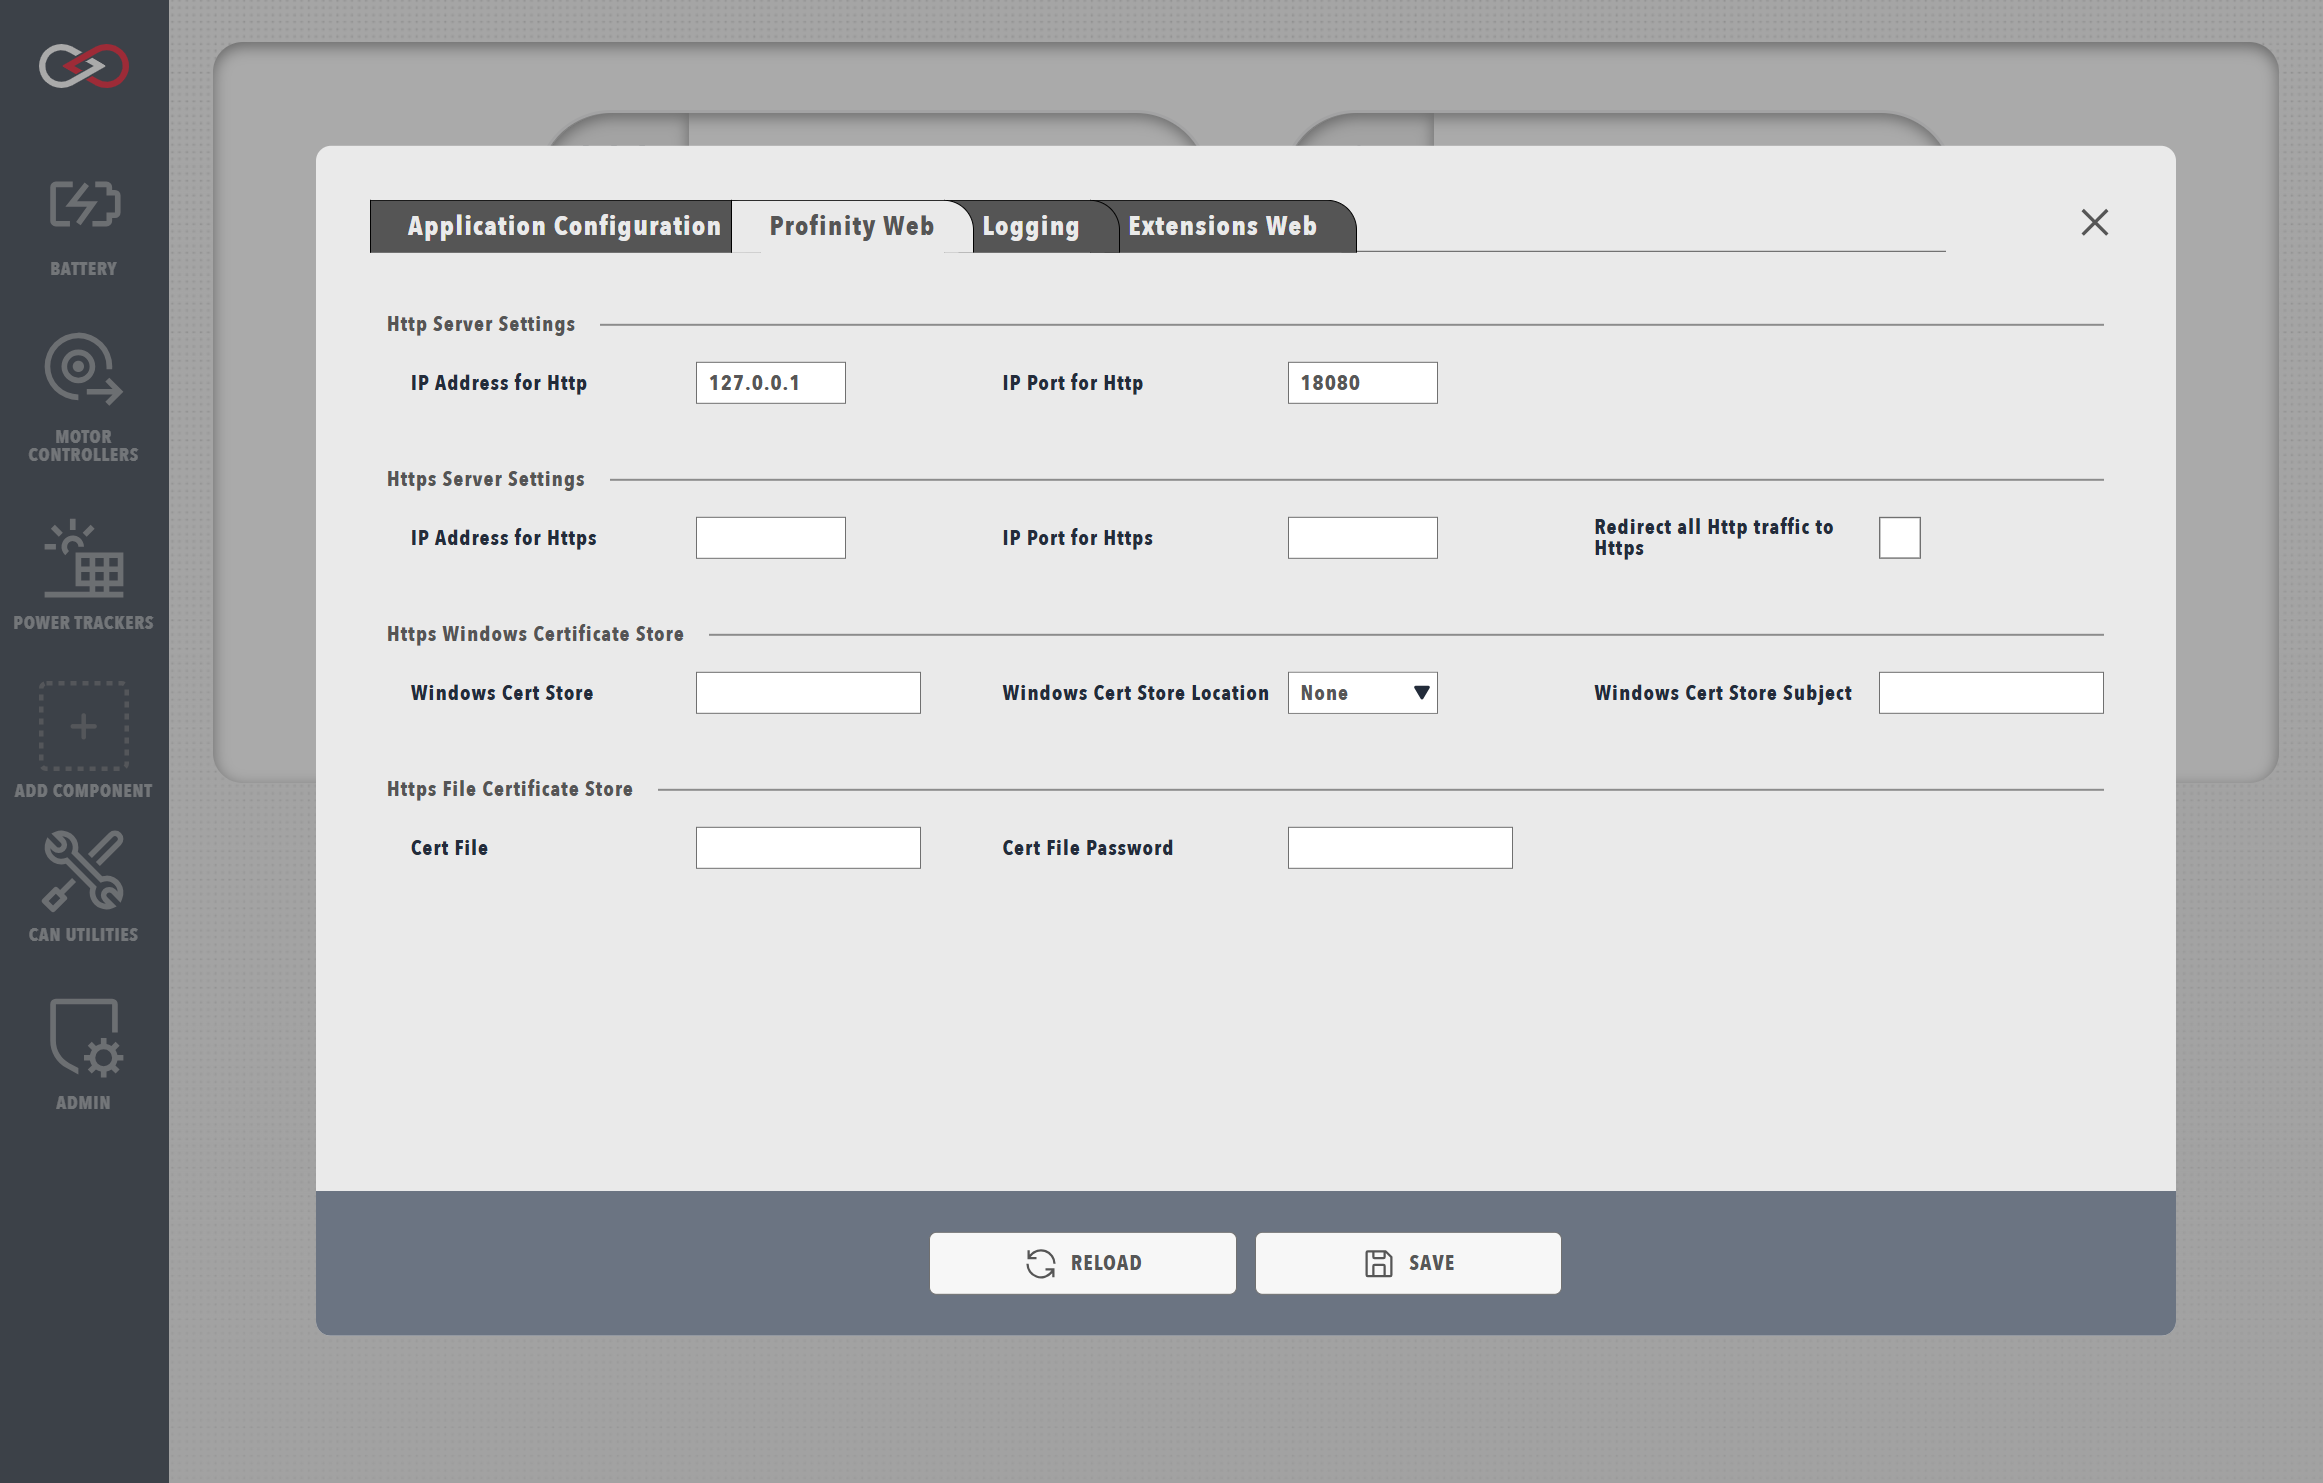 BATTERY
MOTOR
CONTROLLERS
POWER TRACKERS
ADD COMPONENT
CAN UTILITIES
ADMIN
Application Configuration Profinity Web Logging Extensions Web
Http Server Settings
IP Address for Http 127.0.0.1 IP Port for Http 18080
Https Server Settings
IP Address for Https IP Port for Https Redirect all Http traffic to
Https
Https Windows Certificate Store
Windows Cert Store Windows Cert Store Location None Windows Cert Store Subject
Https File Certificate Store
Cert File Cert File Password
RELOAD SAVE